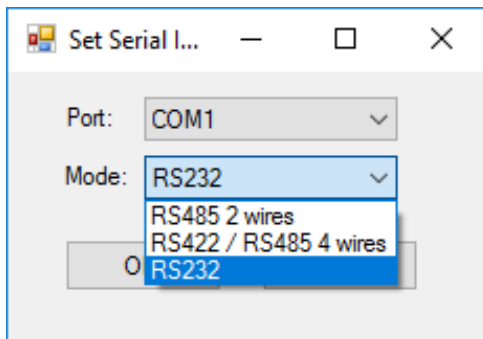 Set Serial I...
Port: COM1
Mode: RS232
RS485 2 wires
RS422 / RS485 4 wires
RS232